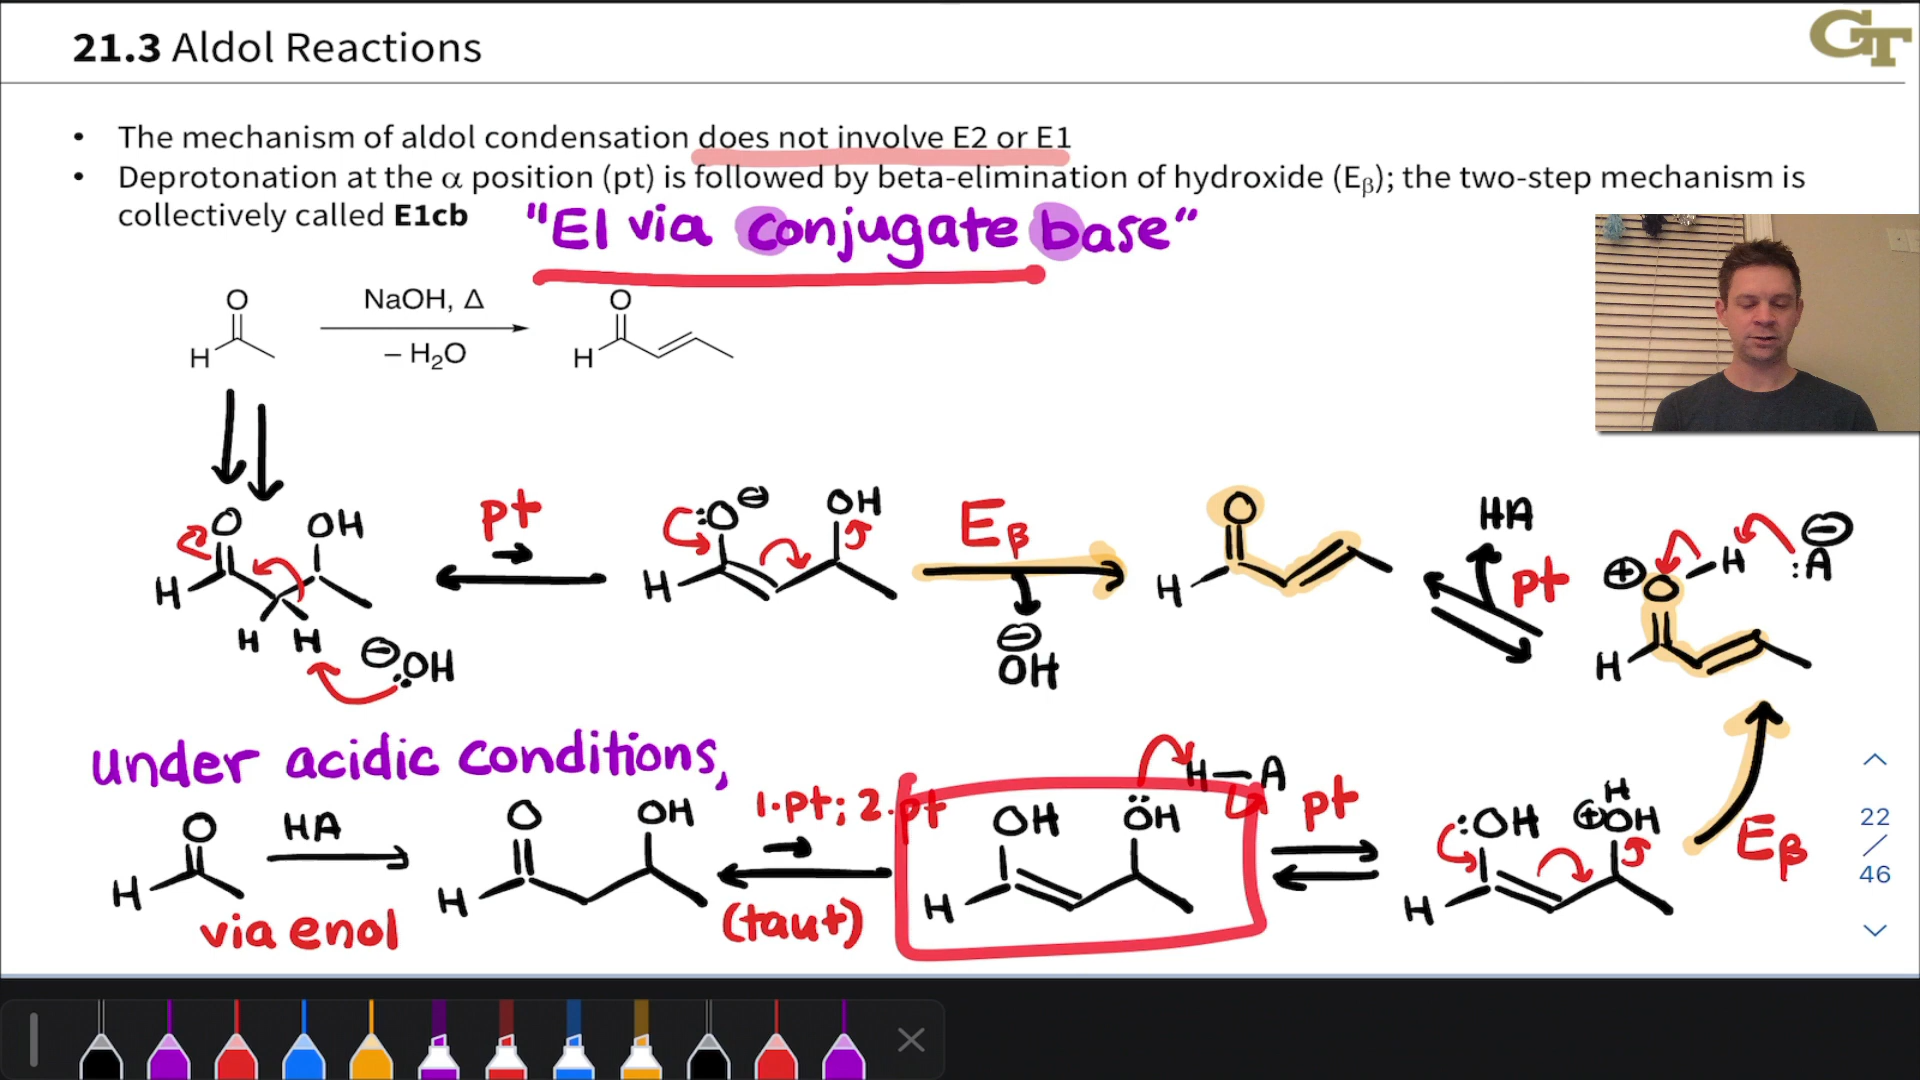 21.3 Aldol Reactions
GT
• The mechanism of aldol condensation does not involve E2 or E1
• Deprotonation at the α position (pt) is followed by beta-elimination of hydroxide (Eᵦ); the two-step mechanism is
collectively called E1cb
"E1 via conjugate base"
O
H
NaOH, Δ
– H₂O
O
H
O
OH
H
H H
⊖
:OH
pt
:O ⊖
OH
H
Eᵦ
⊖
OH
O
H
HA
pt
⊕
O
H
⊖
:A
H
under acidic conditions,
O
H
HA
via enol
O
OH
H
1.pt; 2.pt
(taut)
OH
ÖH
H
H–A
pt
:OH
H
⊕OH
H
Eᵦ
22
/
46